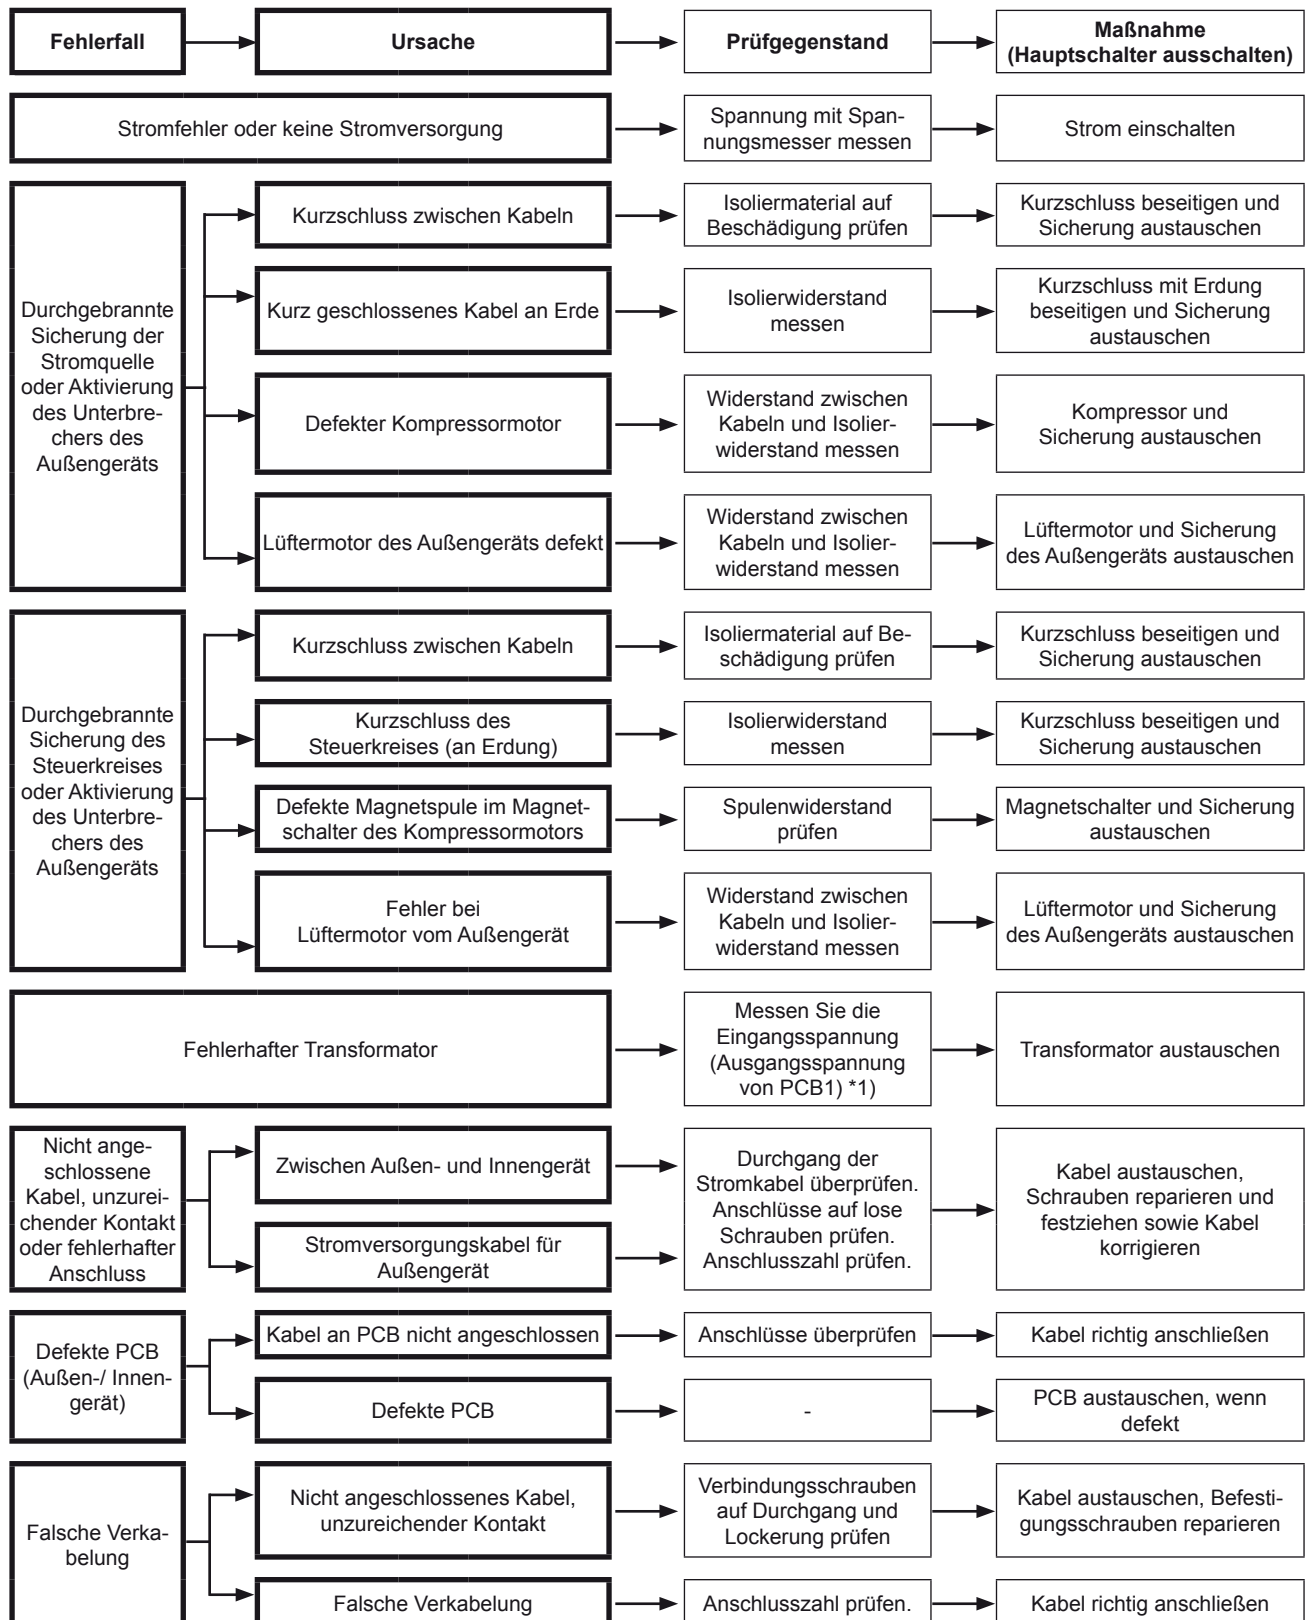 Fehlerfall
Ursache
Prüfgegenstand
Maßnahme
(Hauptschalter ausschalten)
Stromfehler oder keine Stromversorgung
Spannung mit Span-
nungsmesser messen
Strom einschalten
Durchgebrannte
Sicherung der
Stromquelle
oder Aktivierung
des Unterbre-
chers des
Außengeräts
Kurzschluss zwischen Kabeln
Isoliermaterial auf
Beschädigung prüfen
Kurzschluss beseitigen und
Sicherung austauschen
Kurz geschlossenes Kabel an Erde
Isolierwiderstand
messen
Kurzschluss mit Erdung
beseitigen und Sicherung
austauschen
Defekter Kompressormotor
Widerstand zwischen
Kabeln und Isolier-
widerstand messen
Kompressor und
Sicherung austauschen
Lüftermotor des Außengeräts defekt
Widerstand zwischen
Kabeln und Isolier-
widerstand messen
Lüftermotor und Sicherung
des Außengeräts austauschen
Durchgebrannte
Sicherung des
Steuerkreises
oder Aktivierung
des Unterbre-
chers des
Außengeräts
Kurzschluss zwischen Kabeln
Isoliermaterial auf Be-
schädigung prüfen
Kurzschluss beseitigen und
Sicherung austauschen
Kurzschluss des
Steuerkreises (an Erdung)
Isolierwiderstand
messen
Kurzschluss beseitigen und
Sicherung austauschen
Defekte Magnetspule im Magnet-
schalter des Kompressormotors
Spulenwiderstand
prüfen
Magnetschalter und Sicherung
austauschen
Fehler bei
Lüftermotor vom Außengerät
Widerstand zwischen
Kabeln und Isolier-
widerstand messen
Lüftermotor und Sicherung
des Außengeräts austauschen
Fehlerhafter Transformator
Messen Sie die
Eingangsspannung
(Ausgangsspannung
von PCB1) *1)
Transformator austauschen
Nicht ange-
schlossene
Kabel, unzurei-
chender Kontakt
oder fehlerhafter
Anschluss
Zwischen Außen- und Innengerät
Stromversorgungskabel für
Außengerät
Durchgang der
Stromkabel überprüfen.
Anschlüsse auf lose
Schrauben prüfen.
Anschlusszahl prüfen.
Kabel austauschen,
Schrauben reparieren und
festziehen sowie Kabel
korrigieren
Defekte PCB
(Außen-/ Innen-
gerät)
Kabel an PCB nicht angeschlossen
Anschlüsse überprüfen
Kabel richtig anschließen
Defekte PCB
-
PCB austauschen, wenn
defekt
Falsche Verka-
belung
Nicht angeschlossenes Kabel,
unzureichender Kontakt
Verbindungsschrauben
auf Durchgang und
Lockerung prüfen
Kabel austauschen, Befesti-
gungsschrauben reparieren
Falsche Verkabelung
Anschlusszahl prüfen.
Kabel richtig anschließen